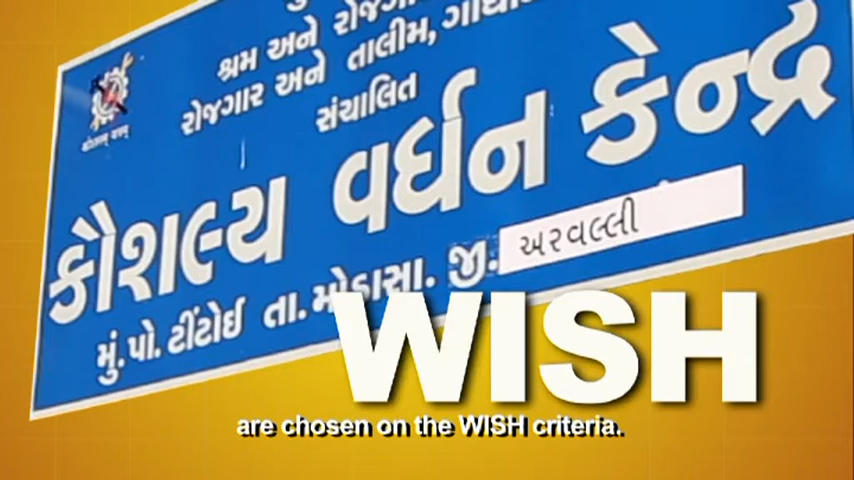 શ્રમ અને રોજગા
રોજગાર અને તાલીમ,
સંચાલિત
કૌશલ્ય વર્ધન કેન્દ્ર
મું.પો. ટીંટોઈ તા. મોડાસા. જી. અરવલ્લી
WISH
are chosen on the WISH criteria.